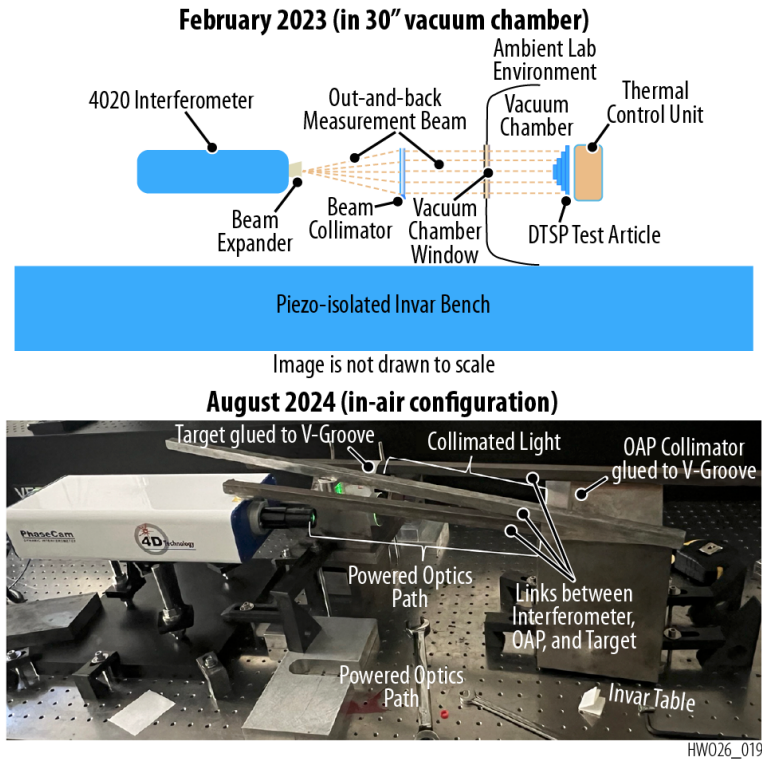 February 2023 (in 30” vacuum chamber)
Ambient Lab
Environment
4020 Interferometer
Out-and-back
Measurement Beam
Vacuum
Chamber
Thermal
Control Unit
Beam
Expander
Beam
Collimator
Vacuum
Chamber
Window
DTSP Test Article
Piezo-isolated Invar Bench
Image is not drawn to scale
August 2024 (in-air configuration)
Target glued to V-Groove
Collimated Light
OAP Collimator
glued to V-Groove
PhaseCam
4D Technology
Powered Optics
Path
Links between
Interferometer,
OAP, and Target
Powered Optics
Path
Invar Table
HWO26_019